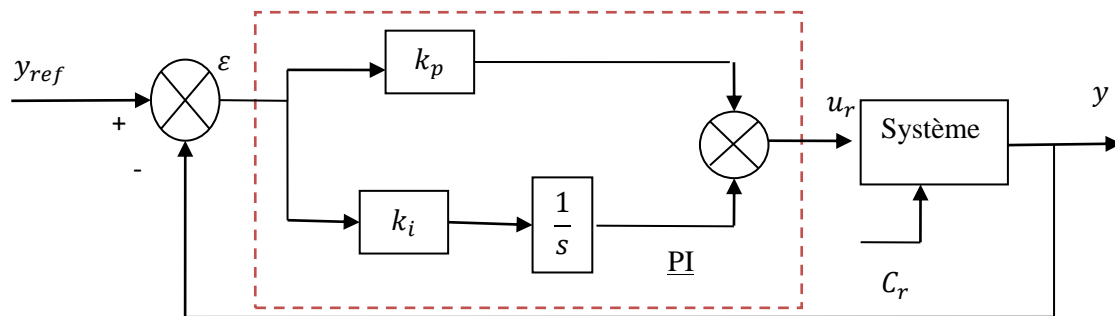 y_ref
ε
+
-
k_p
k_i
1/s
PI
u_r
Système
y
C_r